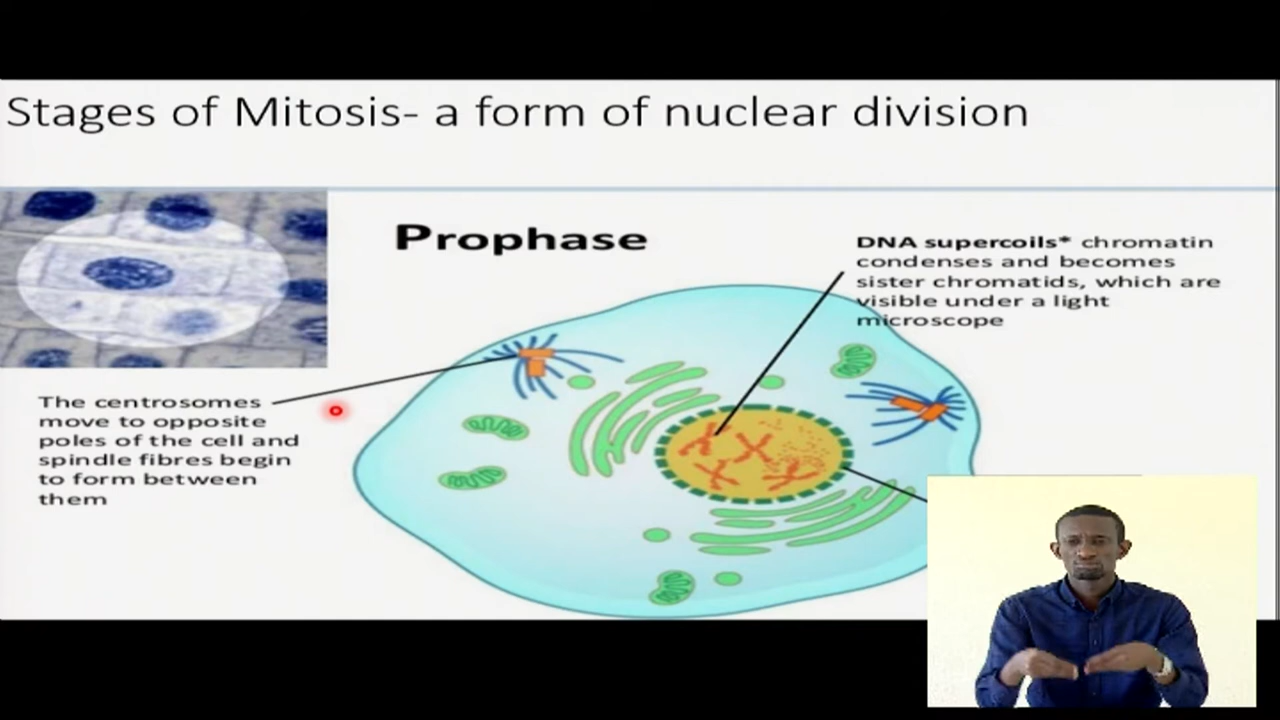 Stages of Mitosis- a form of nuclear division
Prophase
DNA supercoils* chromatin
condenses and becomes
sister chromatids, which are
visible under a light
microscope
The centrosomes
move to opposite
poles of the cell and
spindle fibres begin
to form between
them